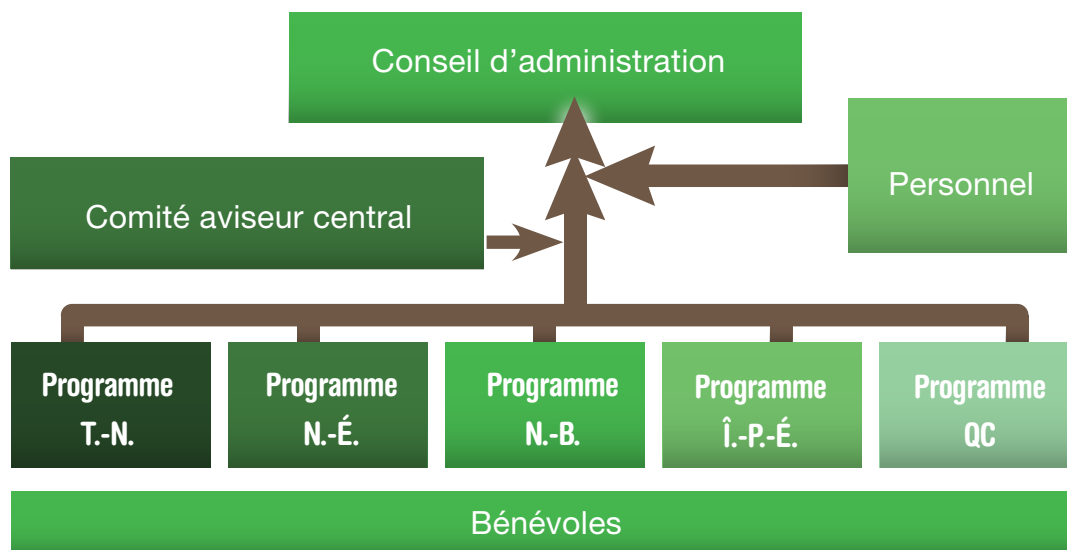 Conseil d'administration
Personnel
Comité aviseur central
Programme
T.-N.
Programme
N.-É.
Programme
N.-B.
Programme
Î.-P.-É.
Programme
QC
Bénévoles